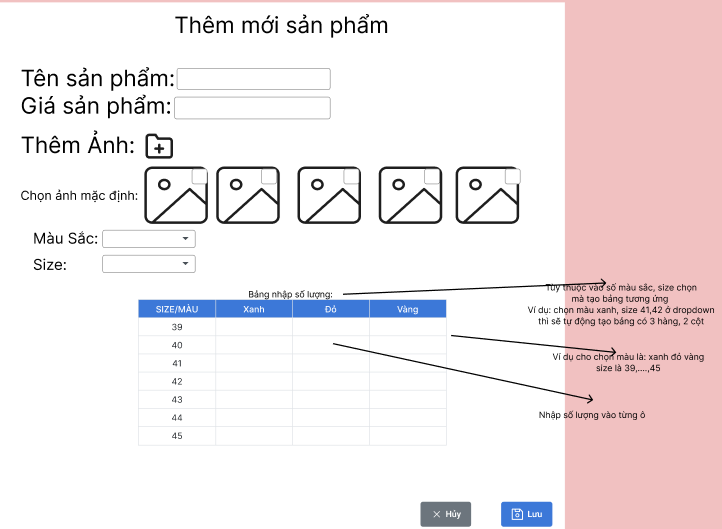 Thêm mới sản phẩm
Tên sản phẩm:
Giá sản phẩm:
Thêm Ảnh:
Chọn ảnh mặc định:
Màu Sắc:
Size:
Bảng nhập số lượng:
Tùy thuộc vào số màu sắc, size chọn
mà tạo bảng tương ứng
Ví dụ: chọn màu xanh, size 41,42 ở dropdown
thì sẽ tự động tạo bảng có 3 hàng, 2 cột
SIZE/MÀU Xanh Đỏ Vàng
39
40
41
42
43
44
45
Ví dụ cho chọn màu là: xanh đỏ vàng
size là 39,....,45
Nhập số lượng vào từng ô
Hủy
Lưu